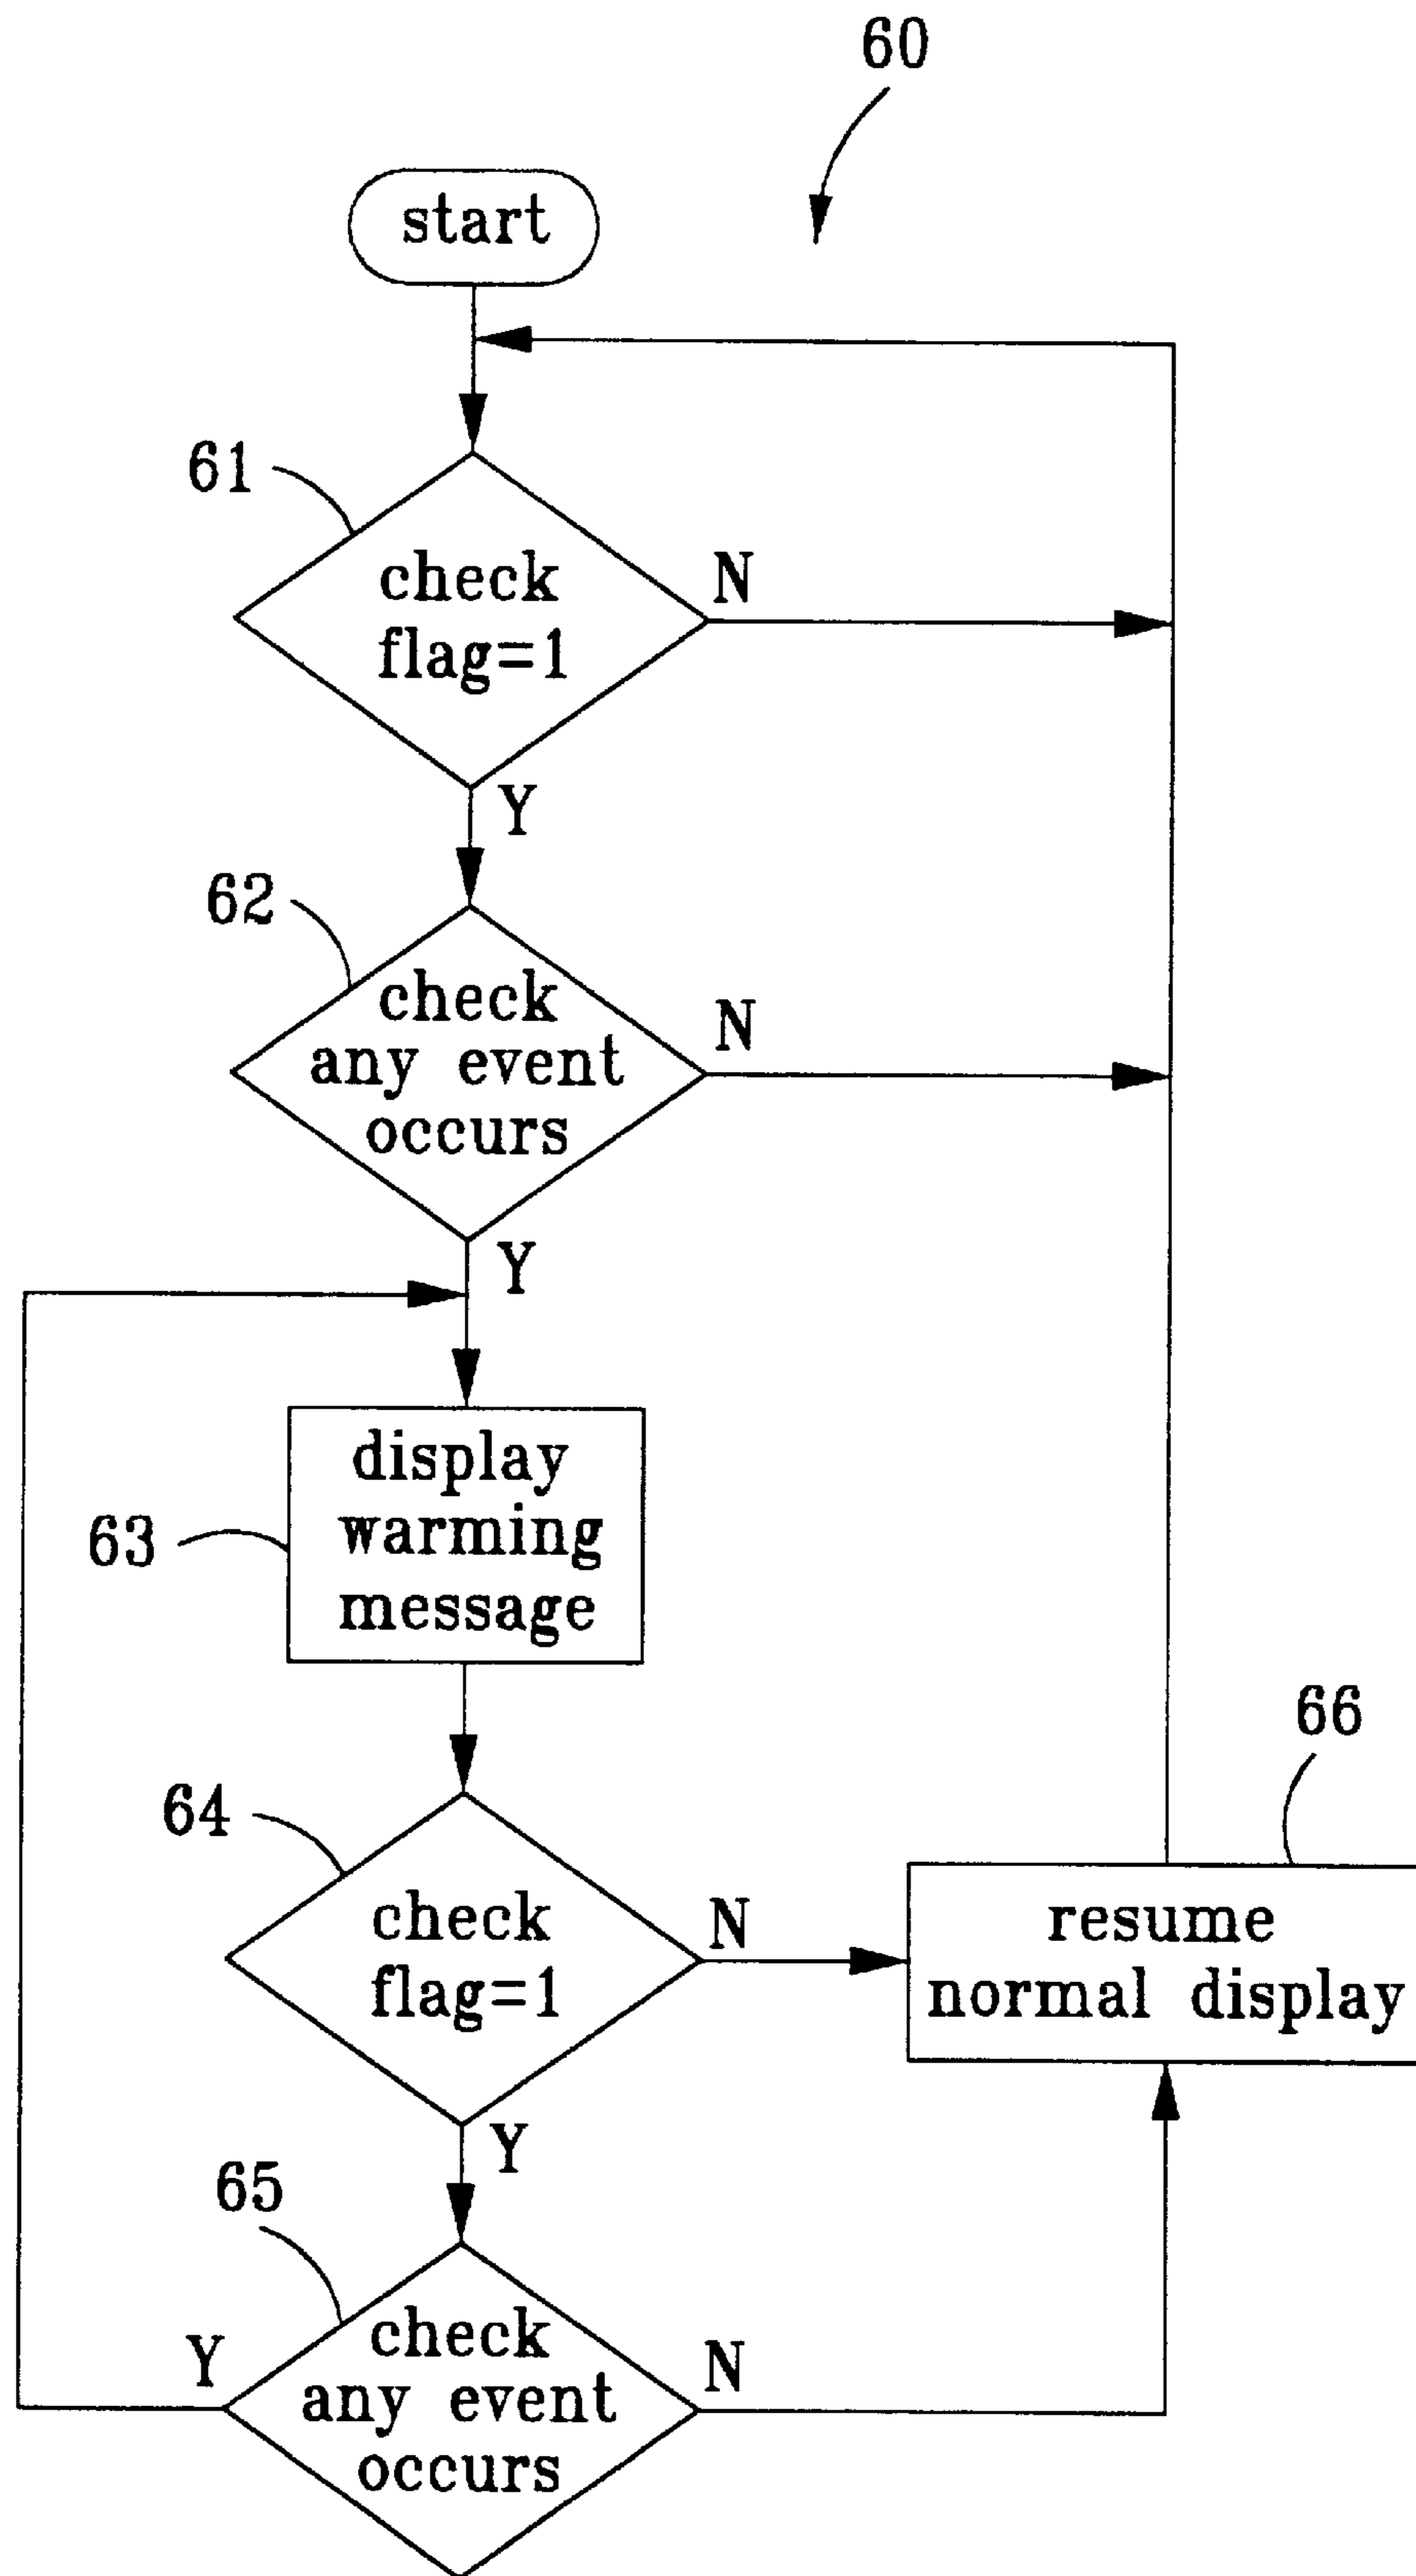 60
start
61
check
flag=1
N
Y
62
check
any event
occurs
N
Y
display
warming
message
63
66
64
check
flag=1
N
resume
normal display
Y
65
check
any event
occurs
Y
N